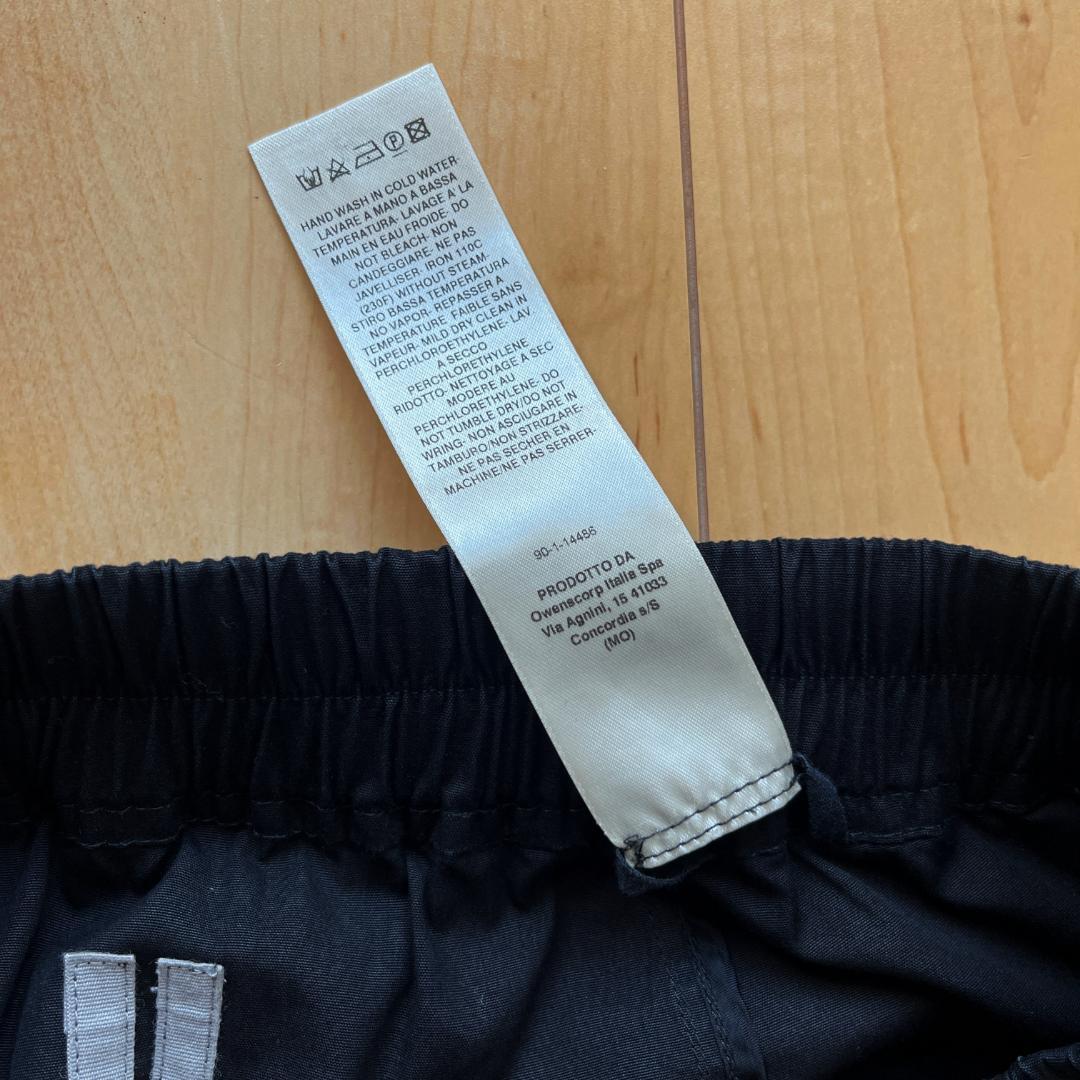 P
HAND WASH IN COLD WATER-
LAVARE A MANO A BASSA
TEMPERATURA- LAVAGE A' LA
MAIN EN EAU FROIDE- DO
NOT BLEACH- NON
CANDEGGIARE- NE PAS
JAVELLISER- IRON 110C
(230F) WITHOUT STEAM-
STIRO BASSA TEMPERATURA
NO VAPOR- REPASSER A
TEMPERATURE. FAIBLE SANS
VAPEUR- MILD DRY CLEAN IN
PERCHLOROETHYLENE- LAV.
A SECCO
PERCHLORETHYLENE
RIDOTTO- NETTOYAGE A SEC
MODERE AU
PERCHLORETHYLENE- DO
NOT TUMBLE DRY/DO NOT
WRING- NON ASCIUGARE IN
TAMBURO/NON STRIZZARE-
NE PAS SECHER EN
MACHINE/NE PAS SERRER-
90-1-14486
PRODOTTO DA
Owenscorp Italia Spa
Via Agnini, 15 41033
Concordia s/S
(MO)